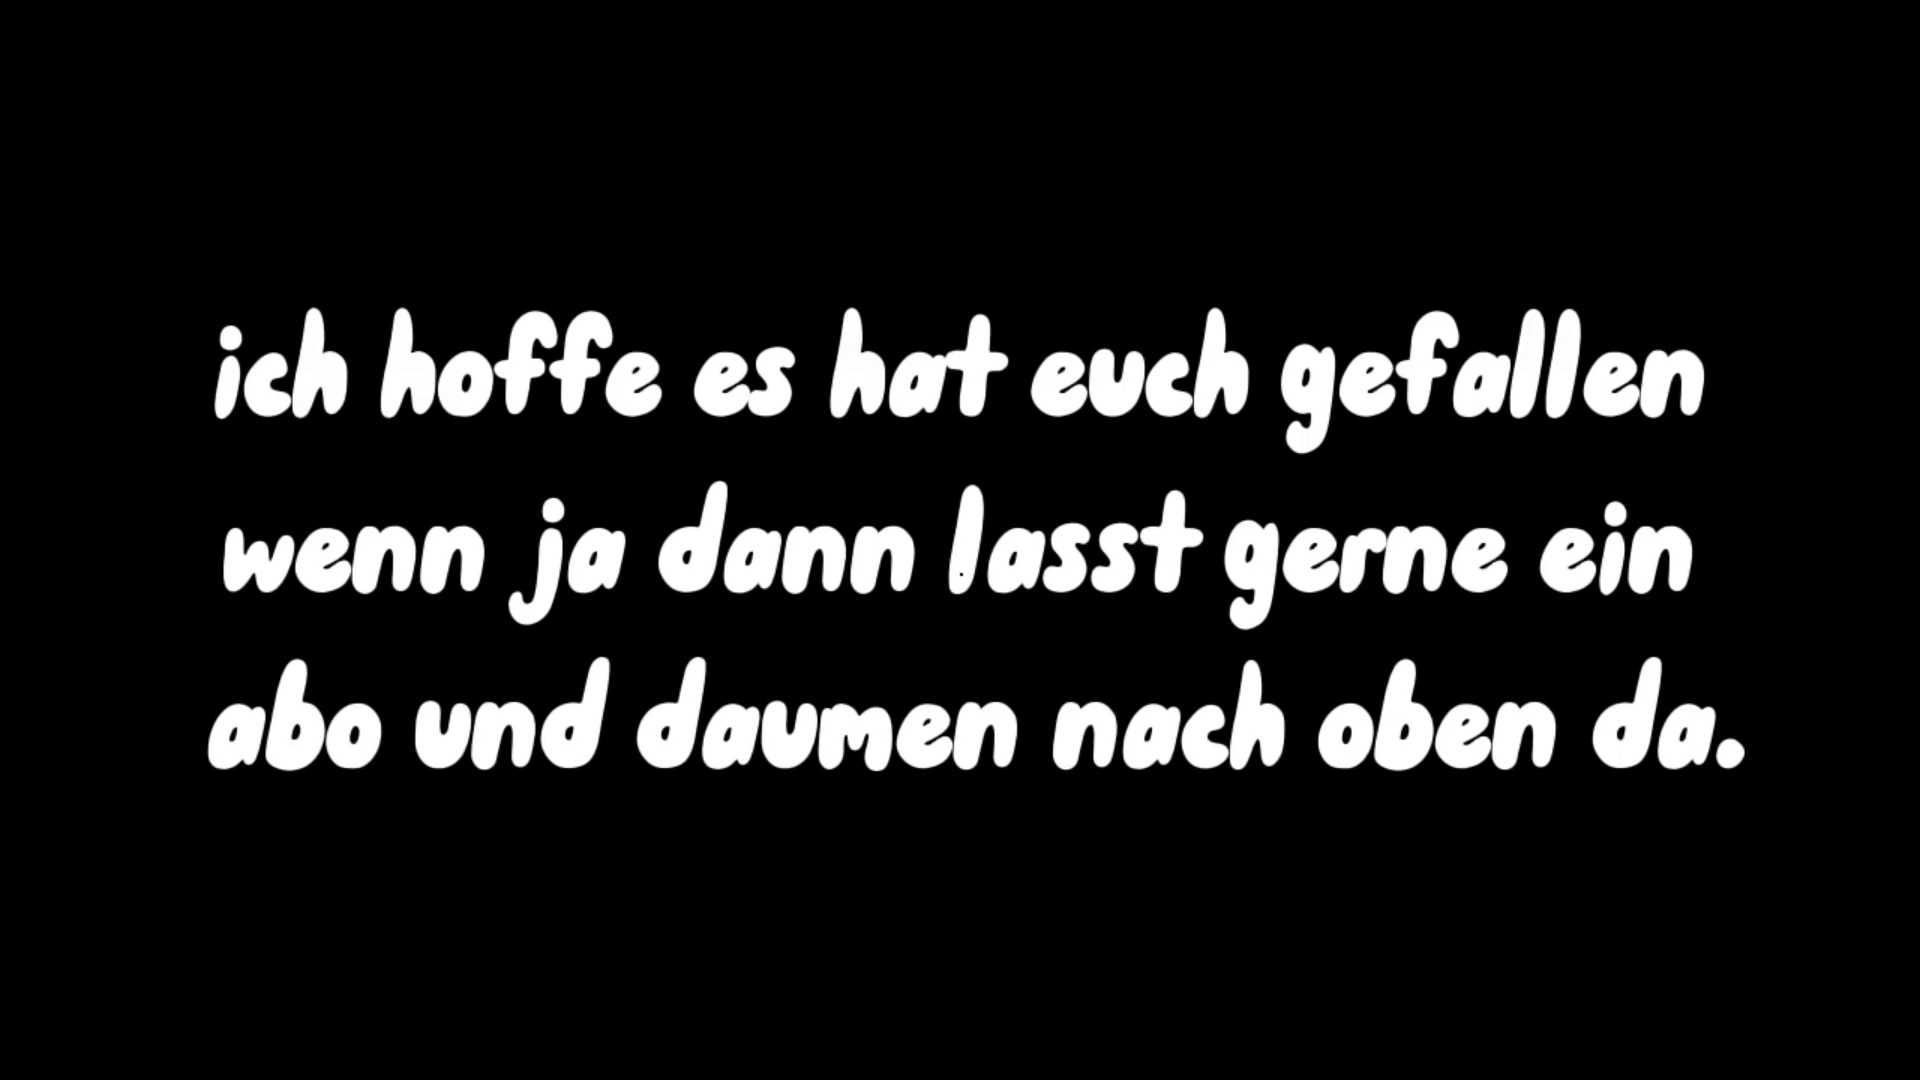 ich hoffe es hat euch gefallen
wenn ja dann lasst gerne ein
abo und daumen nach oben da.